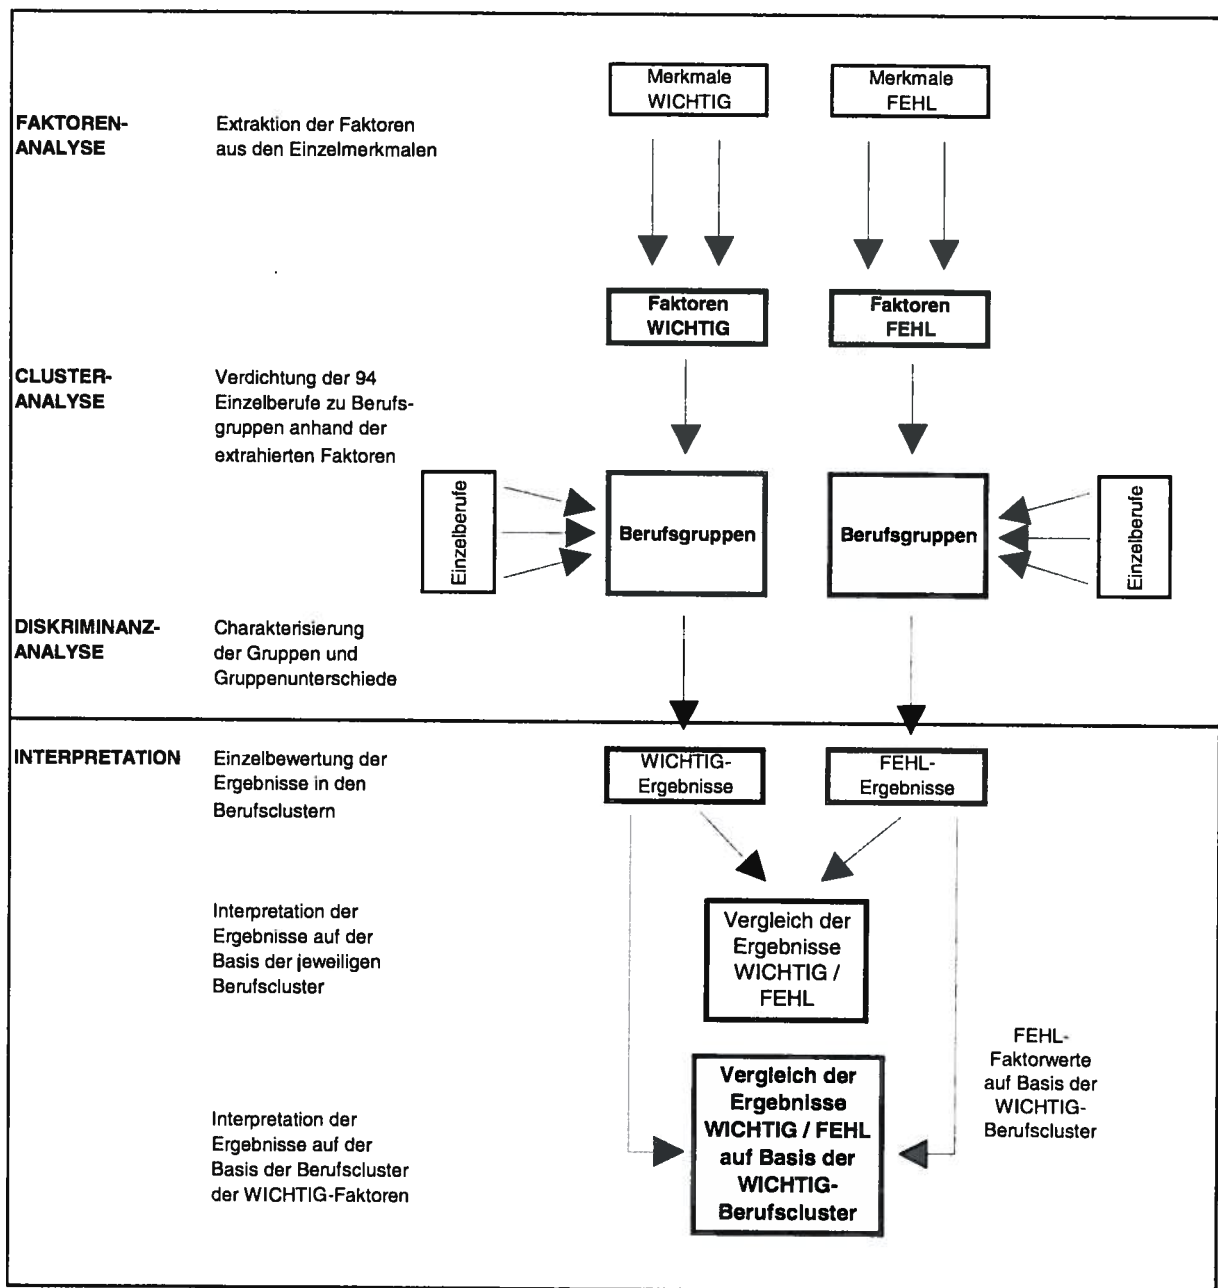 Merkmale
WICHTIG
Merkmale
FEHL
FAKTOREN-
ANALYSE
Extraktion der Faktoren
aus den Einzelmerkmalen
Faktoren
WICHTIG
Faktoren
FEHL
CLUSTER-
ANALYSE
Verdichtung der 94
Einzelberufe zu Berufs-
gruppen anhand der
extrahierten Faktoren
Einzelberufe
Berufsgruppen
Berufsgruppen
Einzelberufe
DISKRIMINANZ-
ANALYSE
Charakterisierung
der Gruppen und
Gruppenunterschiede
INTERPRETATION
Einzelbewertung der
Ergebnisse in den
Berufsclustern
WICHTIG-
Ergebnisse
FEHL-
Ergebnisse
Interpretation der
Ergebnisse auf der
Basis der jeweiligen
Berufscluster
Vergleich der
Ergebnisse
WICHTIG /
FEHL
FEHL-
Faktorwerte
auf Basis der
WICHTIG-
Berufscluster
Interpretation der
Ergebnisse auf der
Basis der Berufscluster
der WICHTIG-Faktoren
Vergleich der
Ergebnisse
WICHTIG / FEHL
auf Basis der
WICHTIG-
Berufscluster